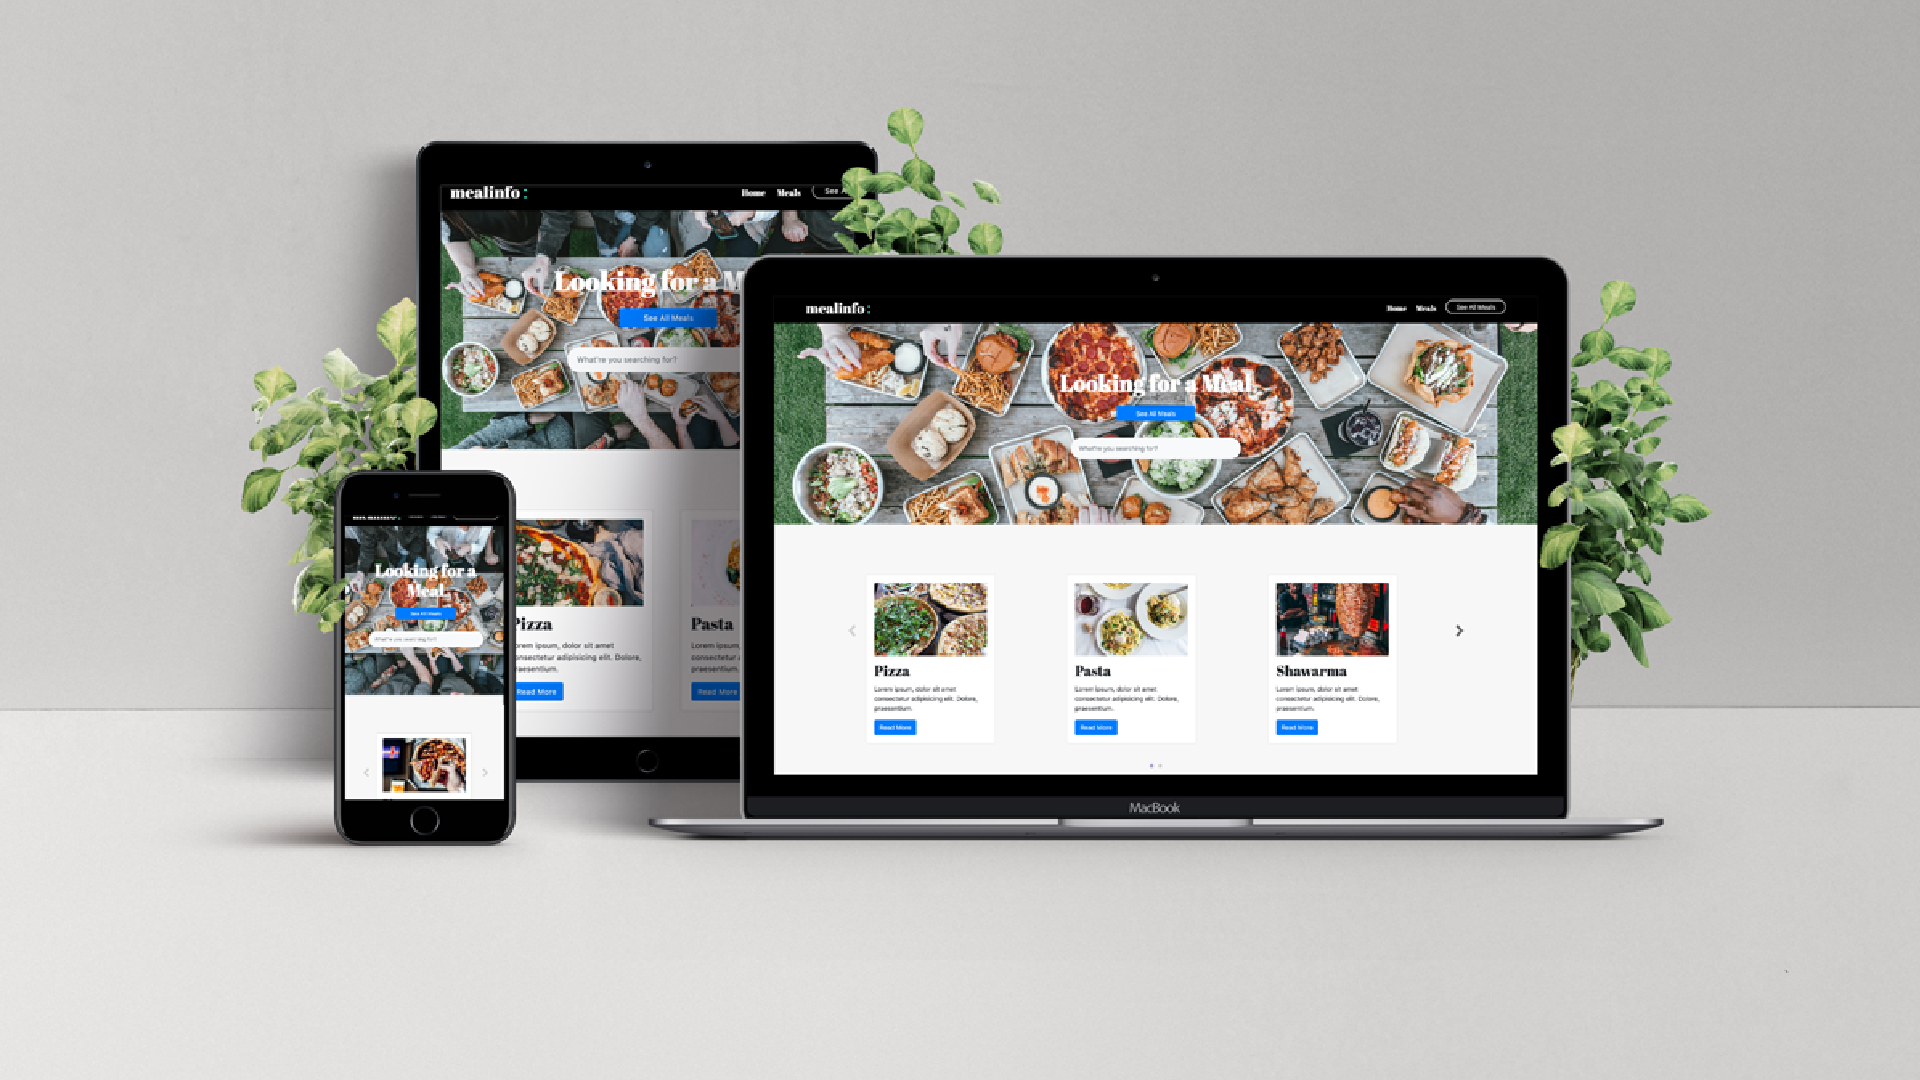 mealinfo :
Home Meals See A
Looking for a M
See All Meals
What're you searching for?
Pizza
orem ipsum, dolor sit amet
onsectetur adipisicing elit. Dolore,
praesentium.
Read More
Pasta
Lorem ipsum,
consectetur a
praesentium.
Read More
Looking for a
Meal
See All Meals
What're you searching for?
mealinfo :
Home Meals See All Meals
Looking for a Meal
See All Meals
What're you searching for?
Pizza
Lorem ipsum, dolor sit amet
consectetur adipisicing elit. Dolore,
praesentium.
Read More
Pasta
Lorem ipsum, dolor sit amet
consectetur adipisicing elit. Dolore,
praesentium.
Read More
Shawarma
Lorem ipsum, dolor sit amet
consectetur adipisicing elit. Dolore,
praesentium.
Read More
MacBook